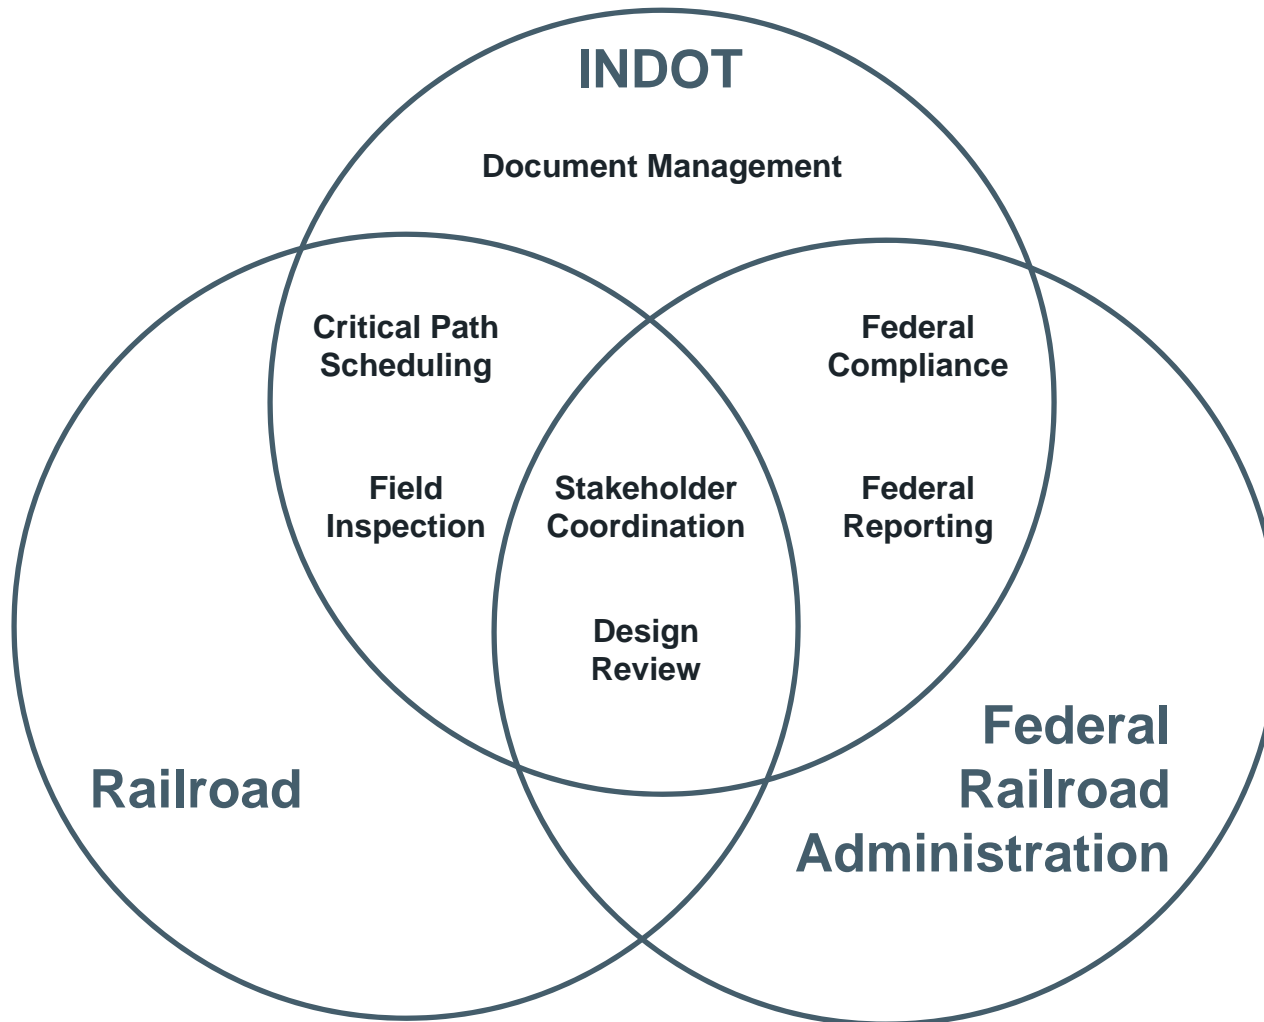 INDOT
Document Management
Critical Path
Scheduling
Federal
Compliance
Field
Inspection
Stakeholder
Coordination
Federal
Reporting
Design
Review
Railroad
Federal
Railroad
Administration